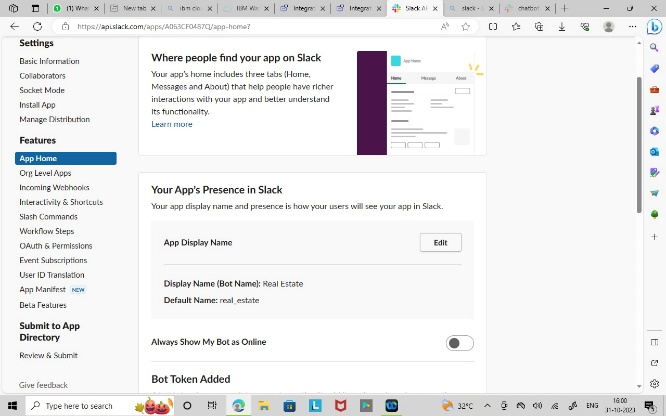 (1) What
New tab
ibm clo
IBM Wa
Integrat
Integrat
Slack A
slack -
chatbot
https://api.slack.com/apps/A063CF0487Q/app-home?
Settings
Basic Information
Collaborators
Socket Mode
Install App
Manage Distribution
Features
App Home
Org Level Apps
Incoming Webhooks
Interactivity & Shortcuts
Slash Commands
Workflow Steps
OAuth & Permissions
Event Subscriptions
User ID Translation
App Manifest NEW
Beta Features
Submit to App
Directory
Review & Submit
Give feedback
Where people find your app on Slack
Your app's home includes three tabs (Home,
Messages and About) that help people have richer
interactions with your app and better understand
its functionality.
Learn more
Home Message About
Your App's Presence in Slack
Your app display name and presence is how your users will see your app in Slack.
App Display Name
Edit
Display Name (Bot Name): Real Estate
Default Name: real_estate
Always Show My Bot as Online
Bot Token Added
Type here to search
32°C
ENG
16:00
31-10-2023